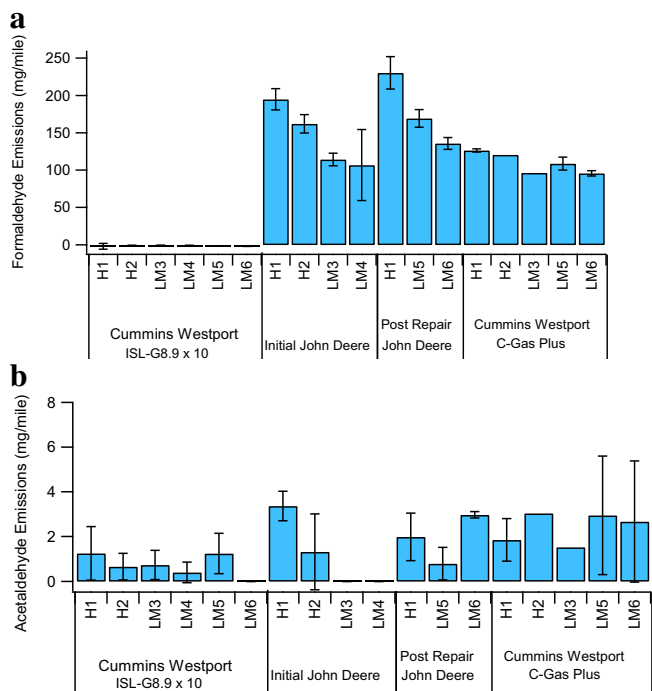 a
Formaldehyde Emissions (mg/mile)
250
200
150
100
50
0
H1 H2 LM3 LM4 LM5 LM6 H1 H2 LM3 LM4 H1 LM5 LM6 H1 H2 LM3 LM5 LM6
Cummins Westport
ISL-G8.9 x 10
Initial John Deere
Post Repair
John Deere
Cummins Westport
C-Gas Plus
b
Acetaldehyde Emissions (mg/mile)
8
6
4
2
0
H1 H2 LM3 LM4 LM5 LM6 H1 H2 LM3 LM4 H1 LM5 LM6 H1 H2 LM3 LM5 LM6
Cummins Westport
ISL-G8.9 x 10
Initial John Deere
Post Repair
John Deere
Cummins Westport
C-Gas Plus